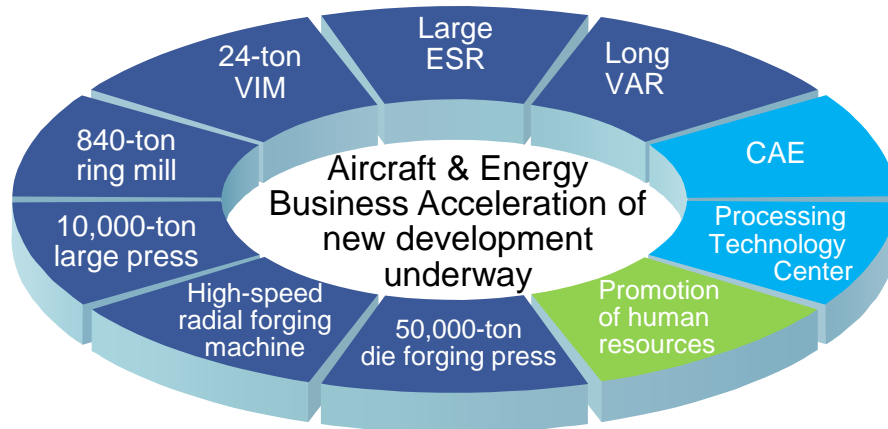 Large
ESR
Long
VAR
CAE
Processing
Technology
Center
Promotion
of human
resources
50,000-ton
die forging press
High-speed
radial forging
machine
10,000-ton
large press
840-ton
ring mill
24-ton
VIM
Aircraft & Energy
Business Acceleration of
new development
underway